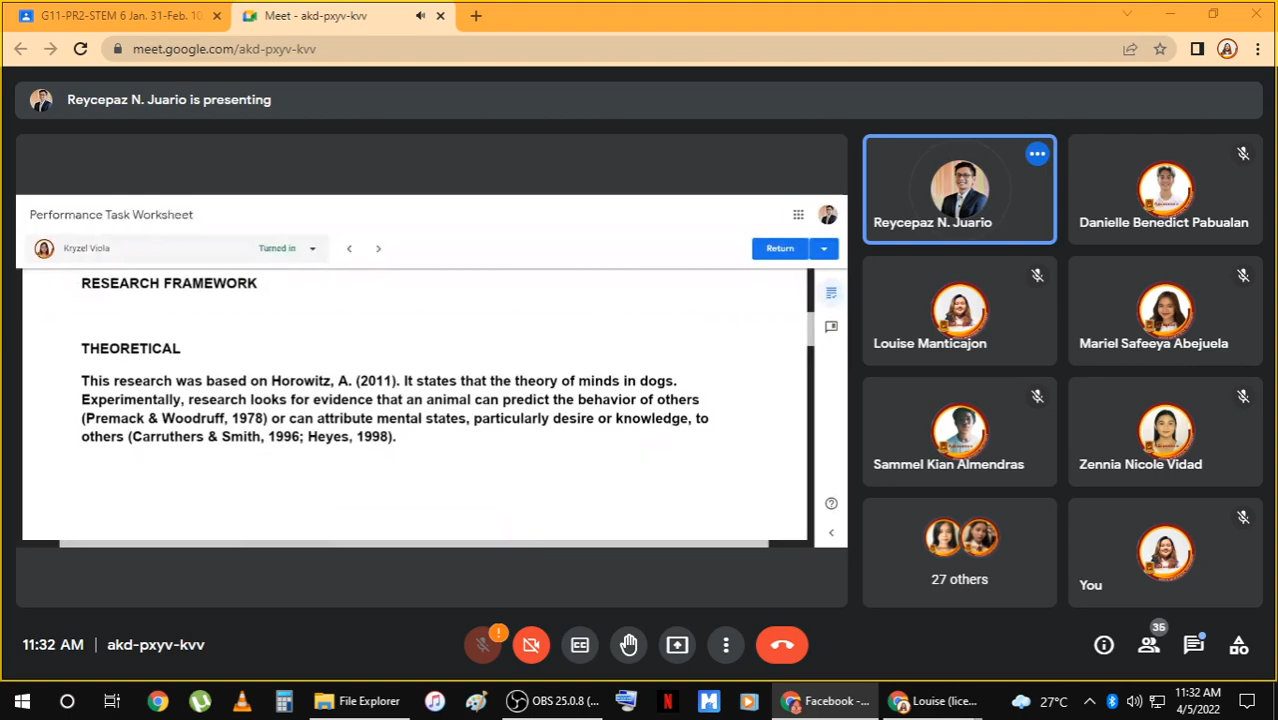 G11-PR2-STEM 6 Jan. 31-Feb. 10
Meet - akd-pxyv-kvv
meet.google.com/akd-pxyv-kvv
Reycepaz N. Juario is presenting
Performance Task Worksheet
Kryzel Viola
Turned in
Return
RESEARCH FRAMEWORK
THEORETICAL
This research was based on Horowitz, A. (2011). It states that the theory of minds in dogs.
Experimentally, research looks for evidence that an animal can predict the behavior of others
(Premack & Woodruff, 1978) or can attribute mental states, particularly desire or knowledge, to
others (Carruthers & Smith, 1996; Heyes, 1998).
Reycepaz N. Juario
Danielle Benedict Pabualan
Louise Manticajon
Mariel Safeeya Abejuela
Sammel Kian Almendras
Zennia Nicole Vidad
27 others
You
11:32 AM | akd-pxyv-kvv
35
File Explorer
OBS 25.0.8 (...
Facebook -...
Louise (lice...
27°C
11:32 AM
4/5/2022